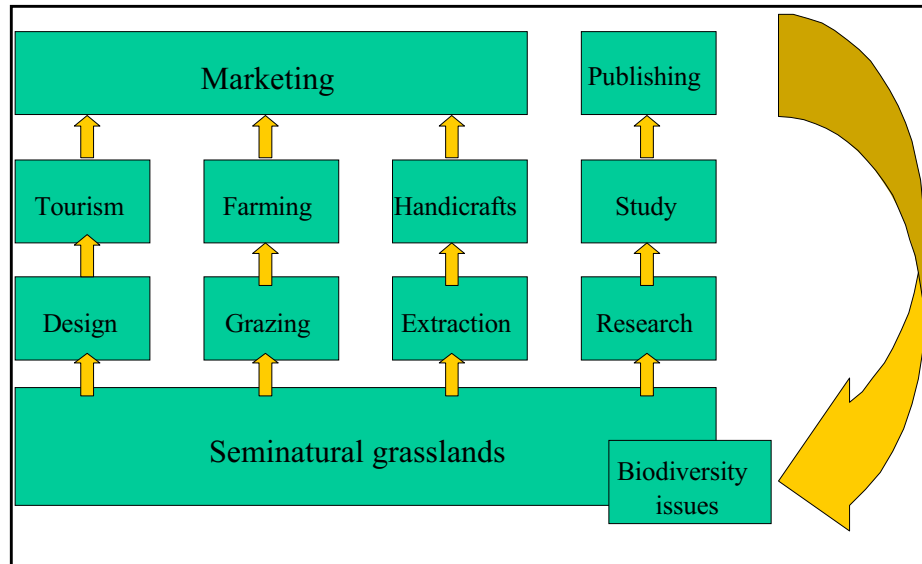 Marketing
Publishing
Tourism
Farming
Handicrafts
Study
Design
Grazing
Extraction
Research
Seminatural grasslands
Biodiversity
issues